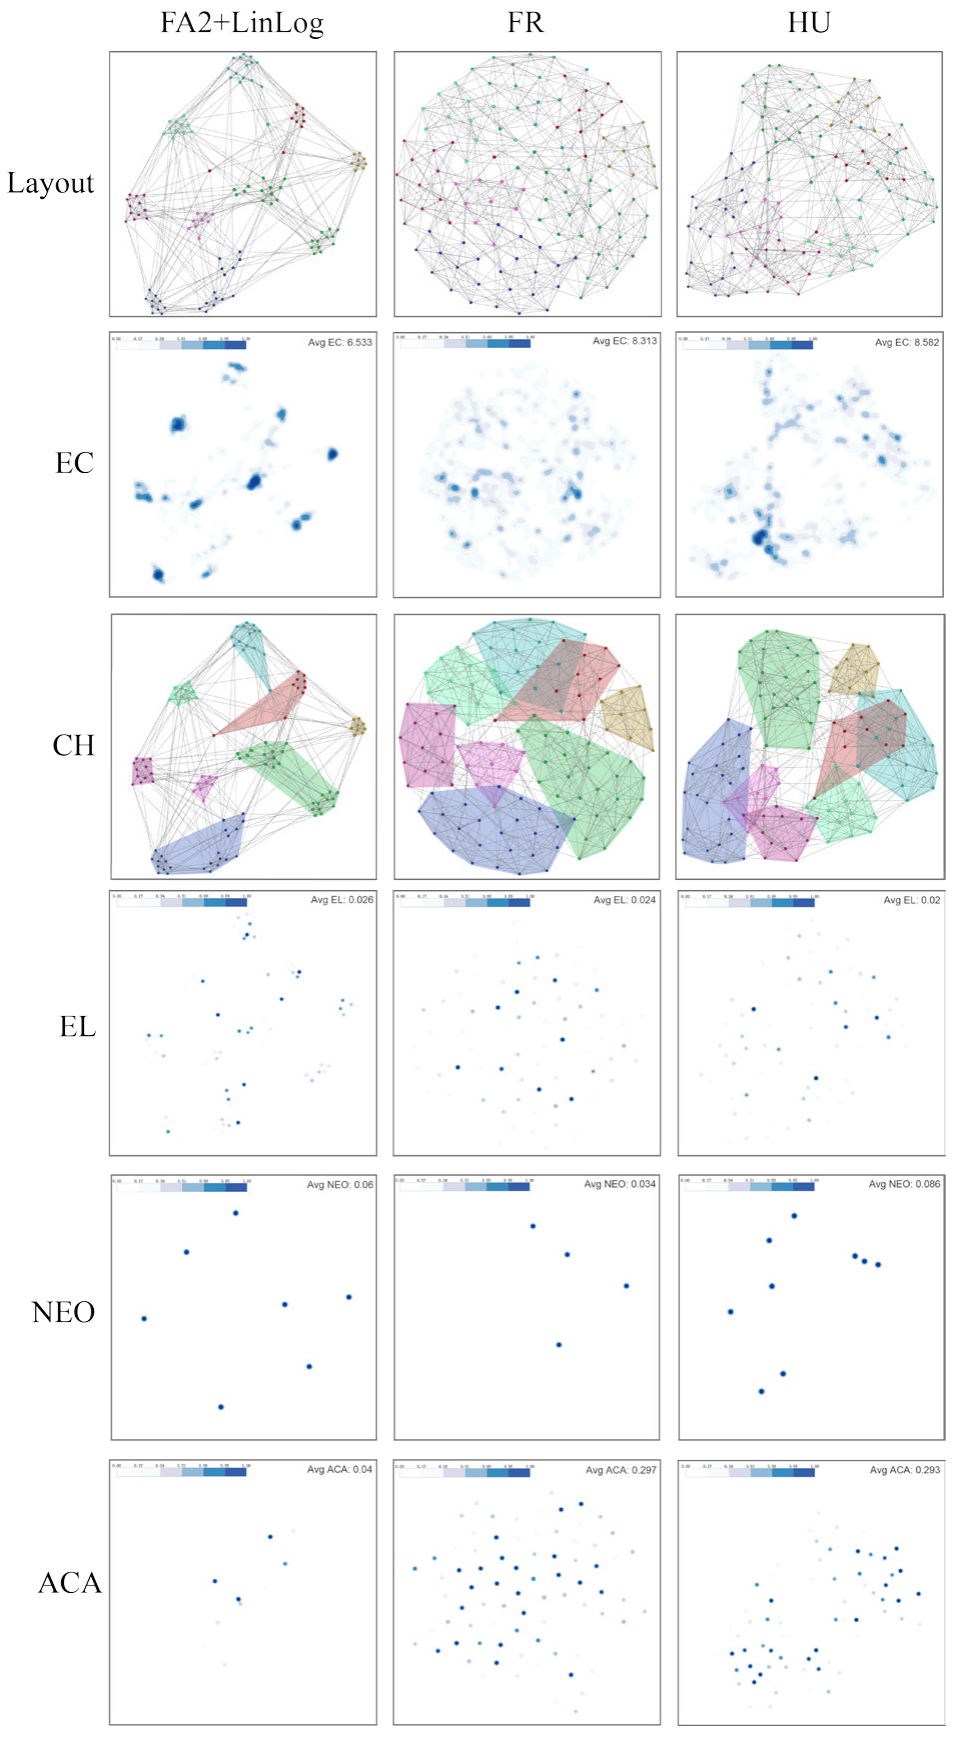 FA2+LinLog FR HU
Layout
EC
Avg EC: 6.533
Avg EC: 8.313
Avg EC: 8.582
CH
EL
Avg EL: 0.026
Avg EL: 0.024
Avg EL: 0.02
NEO
Avg NEO: 0.06
Avg NEO: 0.034
Avg NEO: 0.086
ACA
Avg ACA: 0.04
Avg ACA: 0.297
Avg ACA: 0.293